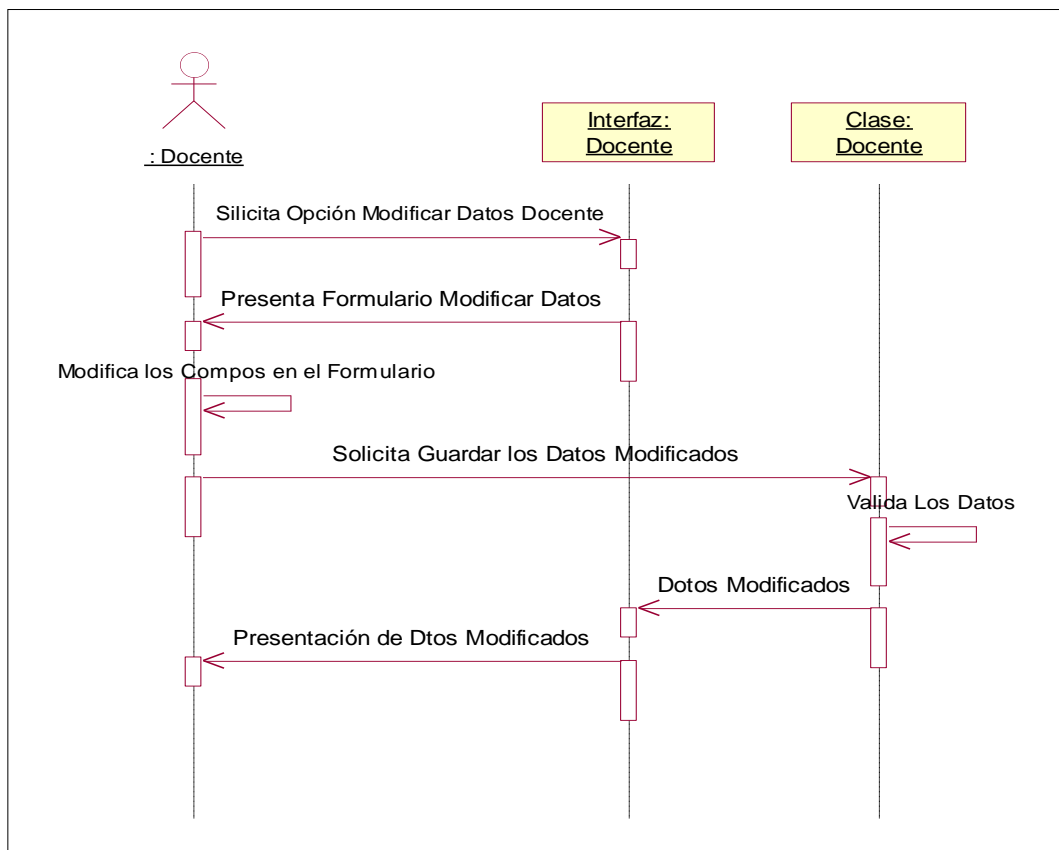 : Docente
Interfaz:
Docente
Clase:
Docente
Silicita Opción Modificar Datos Docente
Presenta Formulario Modificar Datos
Modifica los Compos en el Formulario
Solicita Guardar los Datos Modificados
Valida Los Datos
Dotos Modificados
Presentación de Dtos Modificados